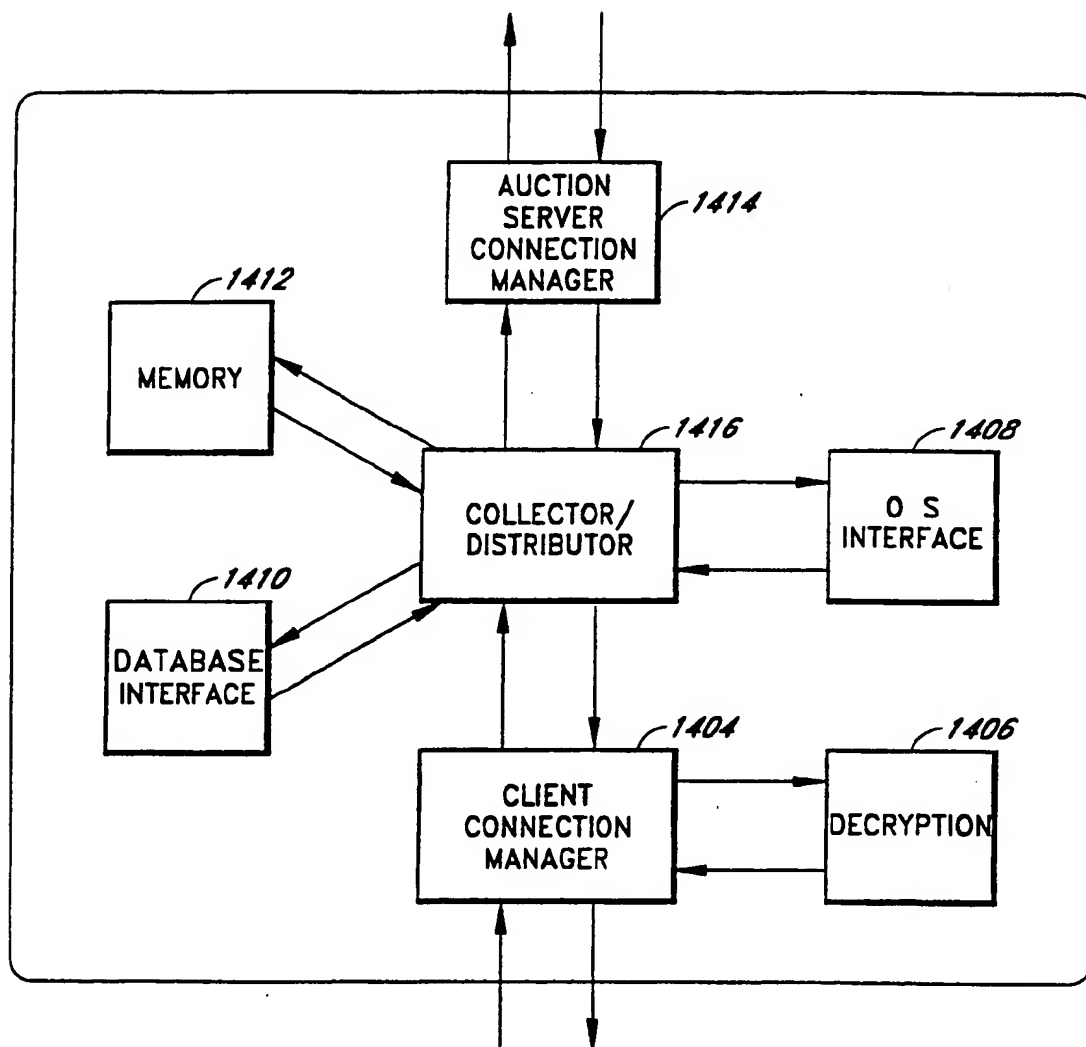 AUCTION
SERVER
CONNECTION
MANAGER
1414
1412
MEMORY
1416
COLLECTOR/
DISTRIBUTOR
1408
O S
INTERFACE
1410
DATABASE
INTERFACE
1404
CLIENT
CONNECTION
MANAGER
1406
DECRYPTION